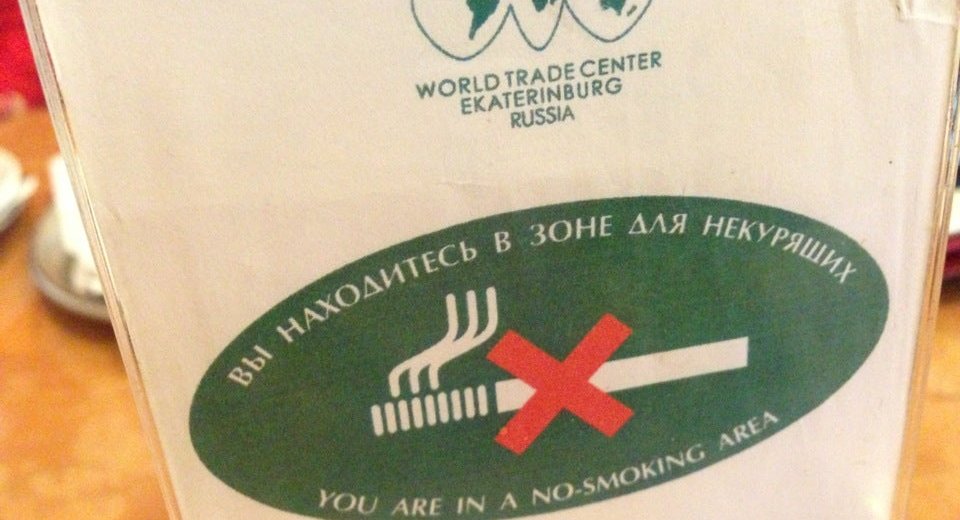 WORLD TRADE CENTER
EKATERINBURG
RUSSIA
ВЫ НАХОДИТЕСЬ В ЗОНЕ ДЛЯ НЕКУРЯЩИХ
YOU ARE IN A NO-SMOKING AREA